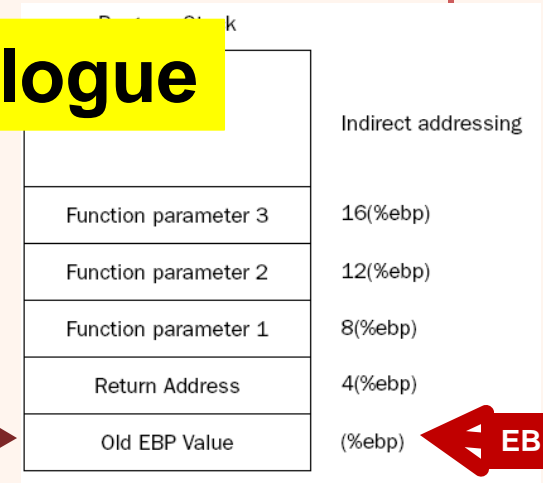 k
logue
Indirect addressing
Function parameter 3 16(%ebp)
Function parameter 2 12(%ebp)
Function parameter 1 8(%ebp)
Return Address 4(%ebp)
Old EBP Value (%ebp)
EB